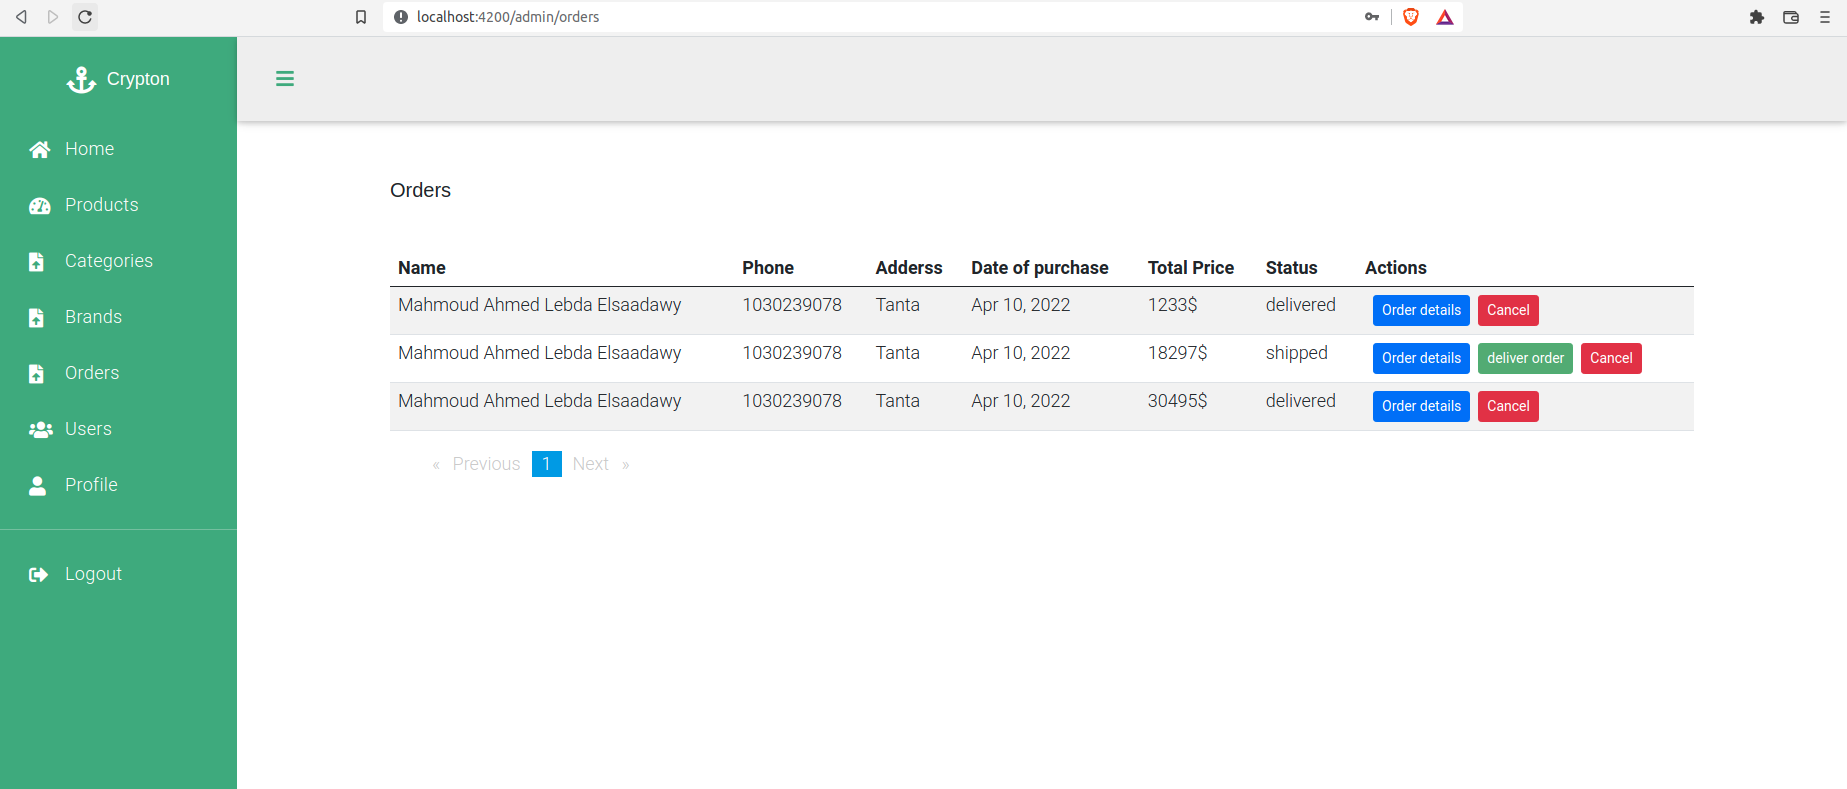 localhost:4200/admin/orders
Crypton
Home
Products
Categories
Brands
Orders
Users
Profile
Logout
Orders
Name Phone Adderss Date of purchase Total Price Status Actions
Mahmoud Ahmed Lebda Elsaadawy 1030239078 Tanta Apr 10, 2022 1233$ delivered Order details Cancel
Mahmoud Ahmed Lebda Elsaadawy 1030239078 Tanta Apr 10, 2022 18297$ shipped Order details deliver order Cancel
Mahmoud Ahmed Lebda Elsaadawy 1030239078 Tanta Apr 10, 2022 30495$ delivered Order details Cancel
« Previous 1 Next »